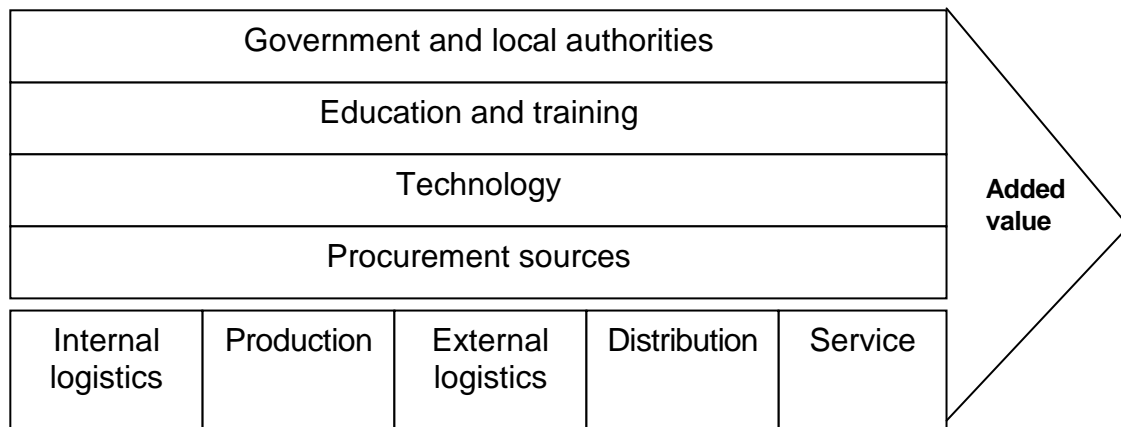 Government and local authorities
Education and training
Technology
Procurement sources
Added
value
Internal
logistics
Production
External
logistics
Distribution
Service